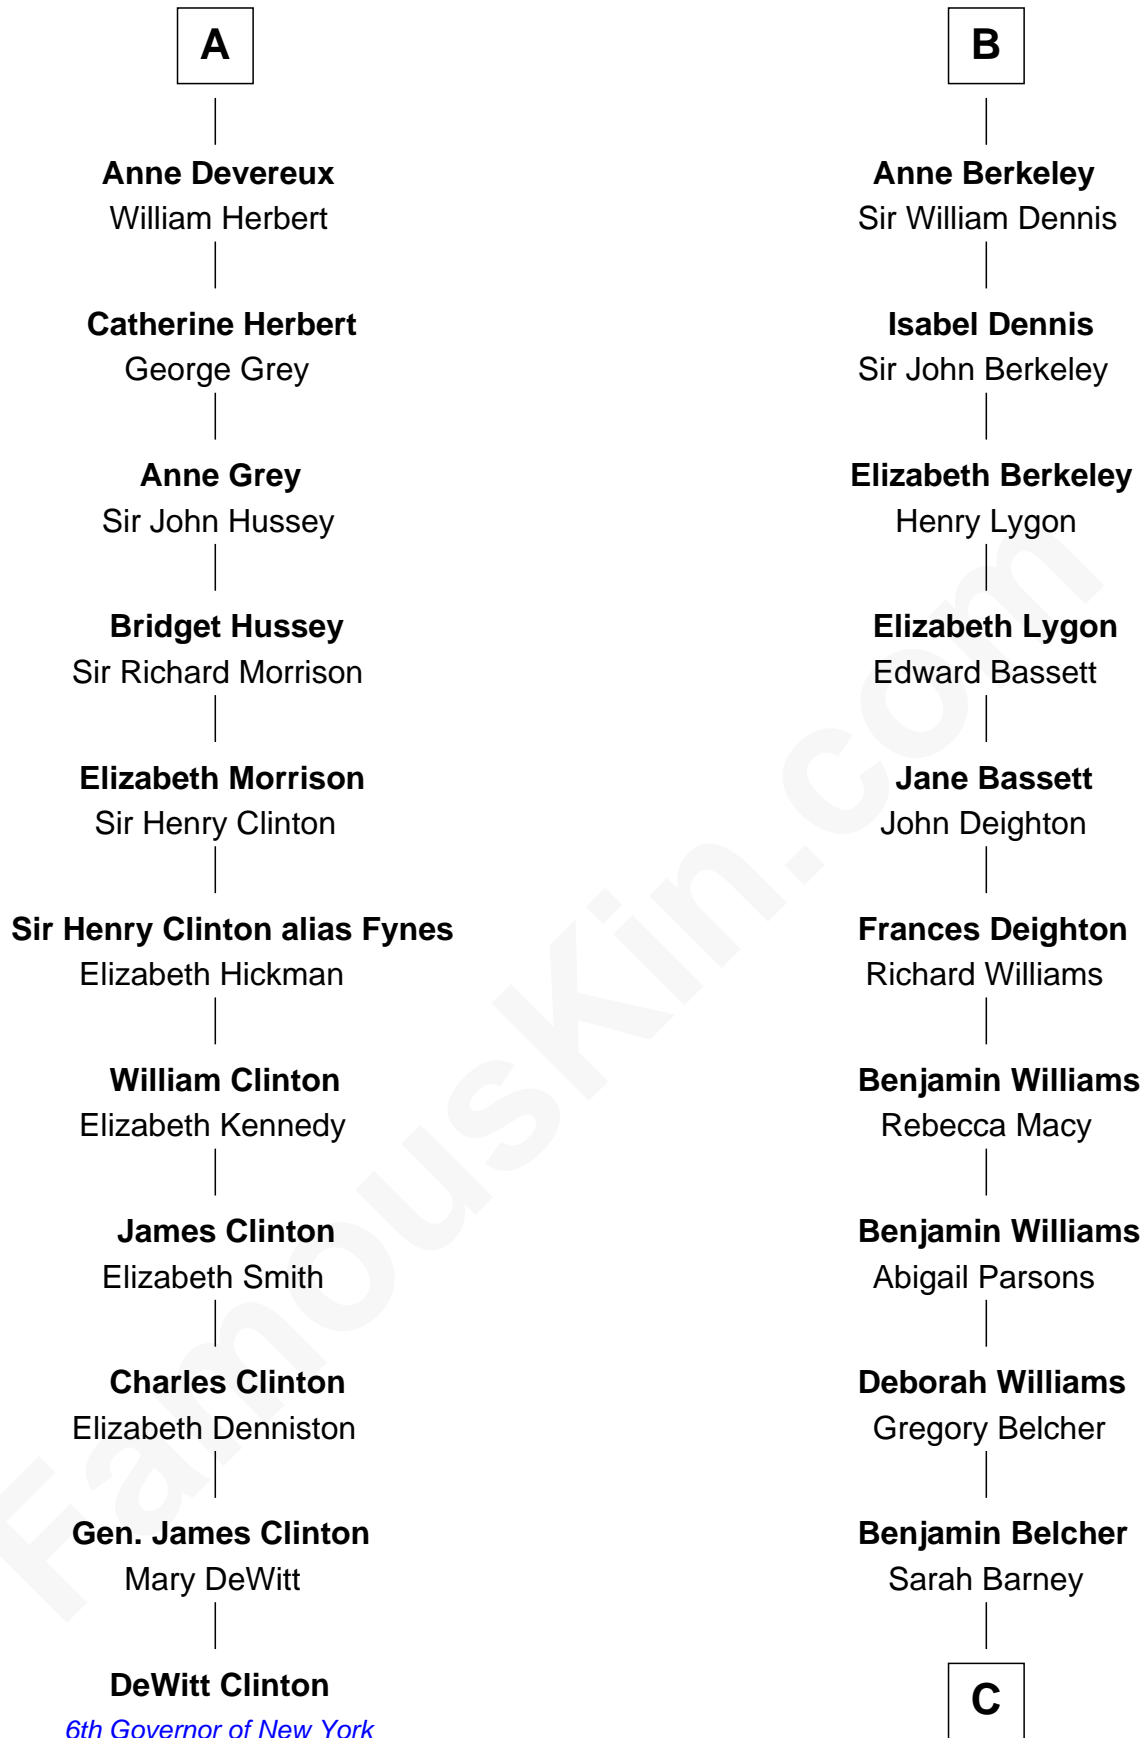 A
Anne Devereux
William Herbert
Catherine Herbert
George Grey
Anne Grey
Sir John Hussey
Bridget Hussey
Sir Richard Morrison
Elizabeth Morrison
Sir Henry Clinton
Sir Henry Clinton alias Fynes
Elizabeth Hickman
William Clinton
Elizabeth Kennedy
James Clinton
Elizabeth Smith
Charles Clinton
Elizabeth Denniston
Gen. James Clinton
Mary DeWitt
DeWitt Clinton
6th Governor of New York
B
Anne Berkeley
Sir William Dennis
Isabel Dennis
Sir John Berkeley
Elizabeth Berkeley
Henry Lygon
Elizabeth Lygon
Edward Bassett
Jane Bassett
John Deighton
Frances Deighton
Richard Williams
Benjamin Williams
Rebecca Macy
Benjamin Williams
Abigail Parsons
Deborah Williams
Gregory Belcher
Benjamin Belcher
Sarah Barney
C
FamousKin.com